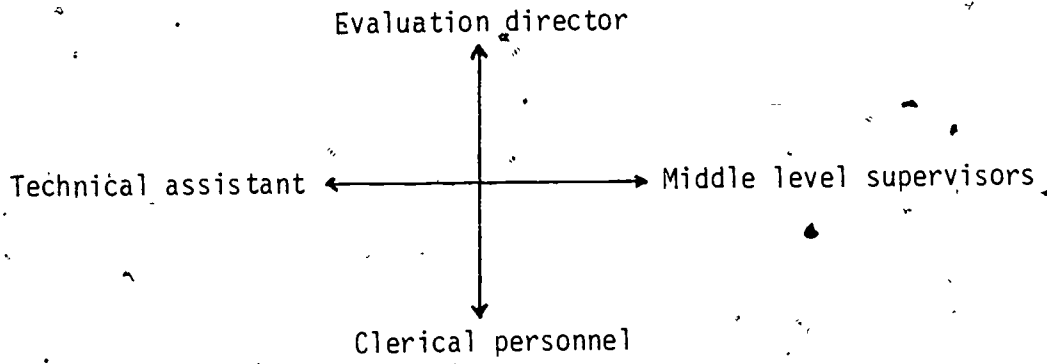 Evaluation director
Technical assistant
Middle level supervisors
Clerical personnel